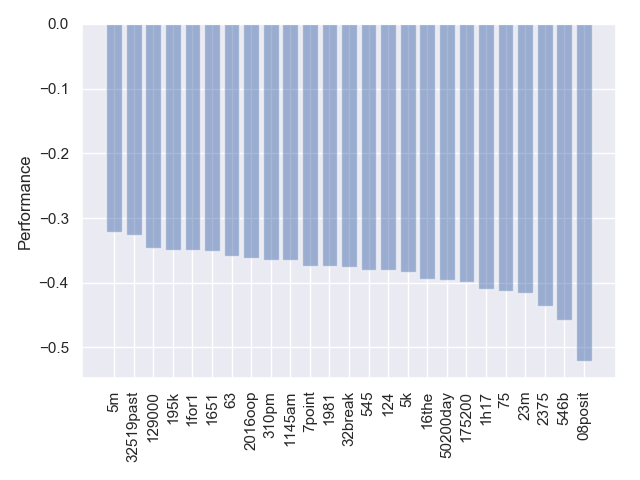 0.0
−0.1
−0.2
−0.3
−0.4
−0.5
Performance
5m
32519past
129000
195k
1for1
1651
63
2016oop
310pm
1145am
7point
1981
32break
545
124
5k
16the
50200day
175200
1h17
75
23m
2375
546b
08posit